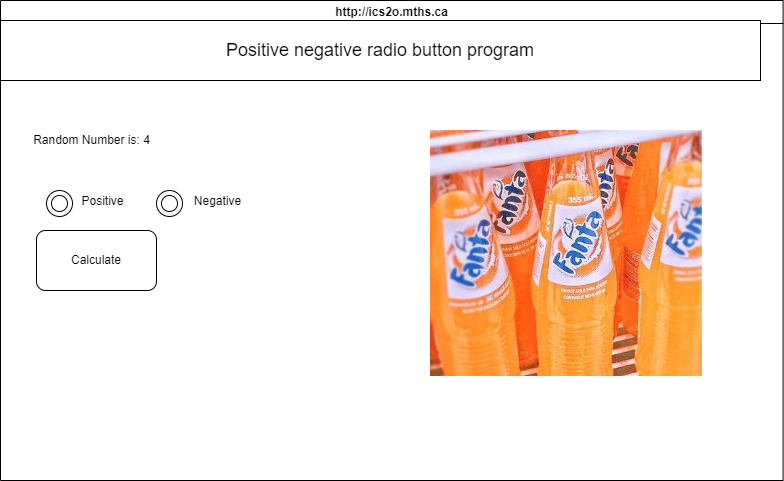 http://ics2o.mths.ca
Positive negative radio button program
Random Number is: 4
Positive
Negative
Calculate
Fanta
Fanta
Fanta
Fanta
355 ml